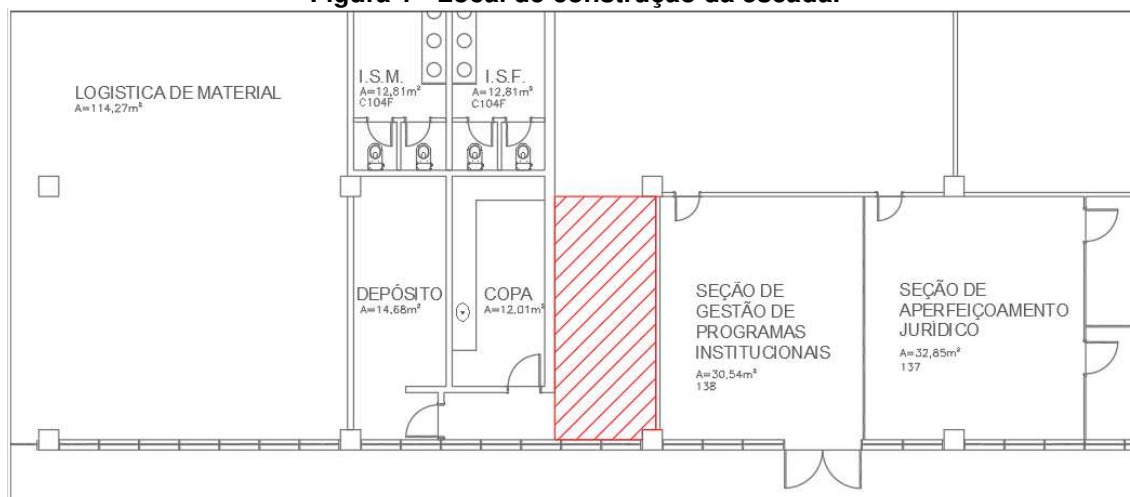 Figura 1 - Local de construção da escada.
LOGISTICA DE MATERIAL
A=114,27m²
I.S.M.
A=12,81m²
C104F
I.S.F.
A=12,81m²
C104F
DEPÓSITO
A=14,68m²
COPA
A=12,01m²
SEÇÃO DE
GESTÃO DE
PROGRAMAS
INSTITUCIONAIS
A=30,54m²
138
SEÇÃO DE
APERFEIÇOAMENTO
JURÍDICO
A=32,85m²
137